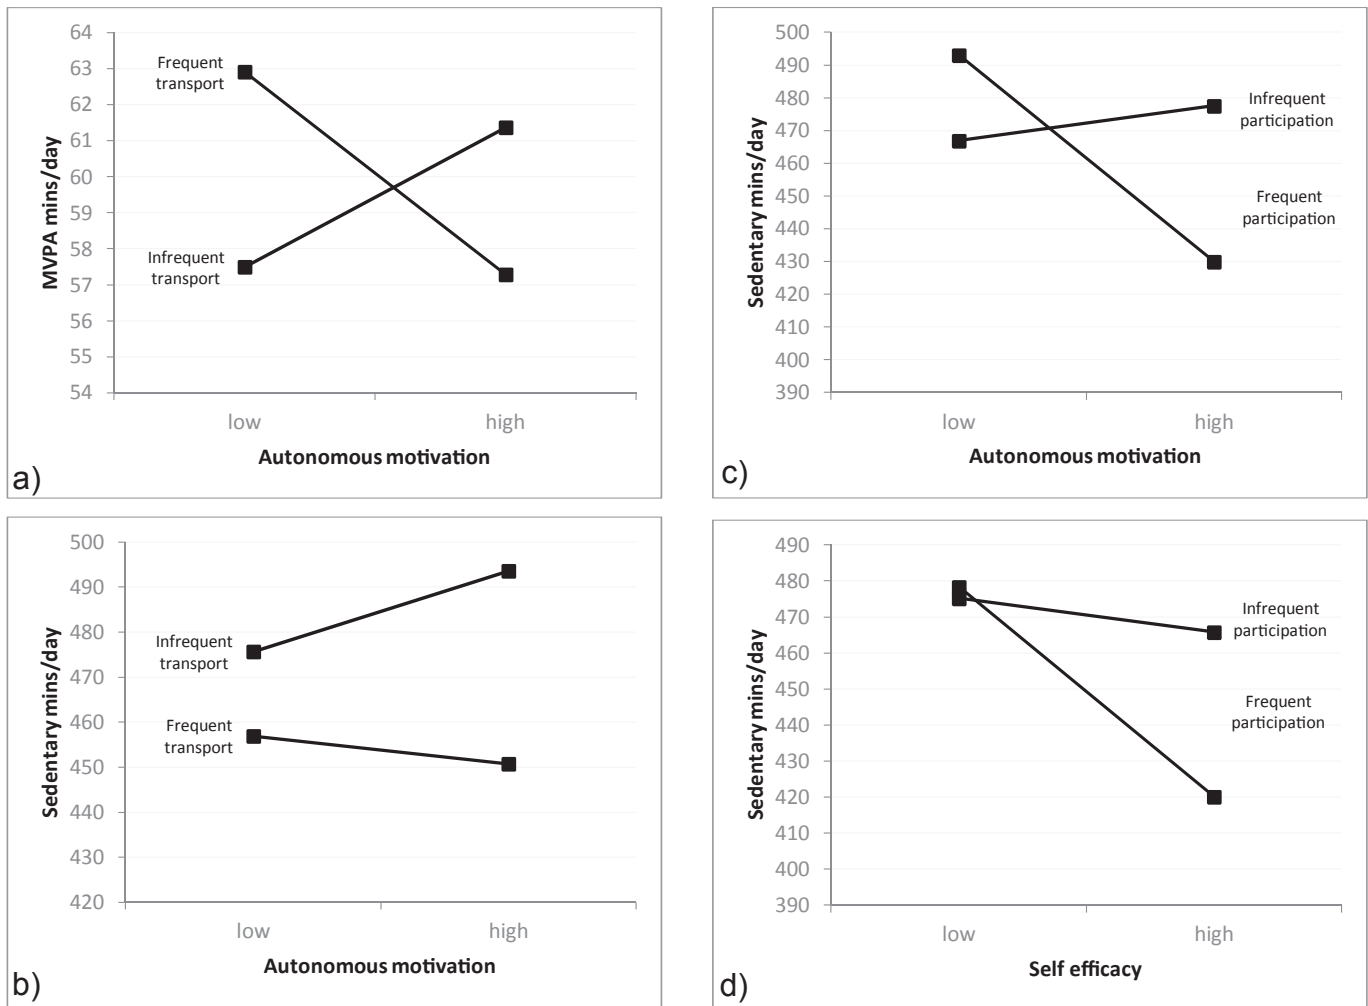 64
63
62
61
60
59
58
57
56
55
54
MVPA mins/day
Frequent
transport
Infrequent
transport
low
high
Autonomous motivation
a)
500
490
480
470
460
450
440
430
420
410
400
390
Sedentary mins/day
Infrequent
participation
Frequent
participation
low
high
Autonomous motivation
c)
500
490
480
470
460
450
440
430
420
Sedentary mins/day
Infrequent
transport
Frequent
transport
low
high
Autonomous motivation
b)
490
480
470
460
450
440
430
420
410
400
390
Sedentary mins/day
Infrequent
participation
Frequent
participation
low
high
Self efficacy
d)